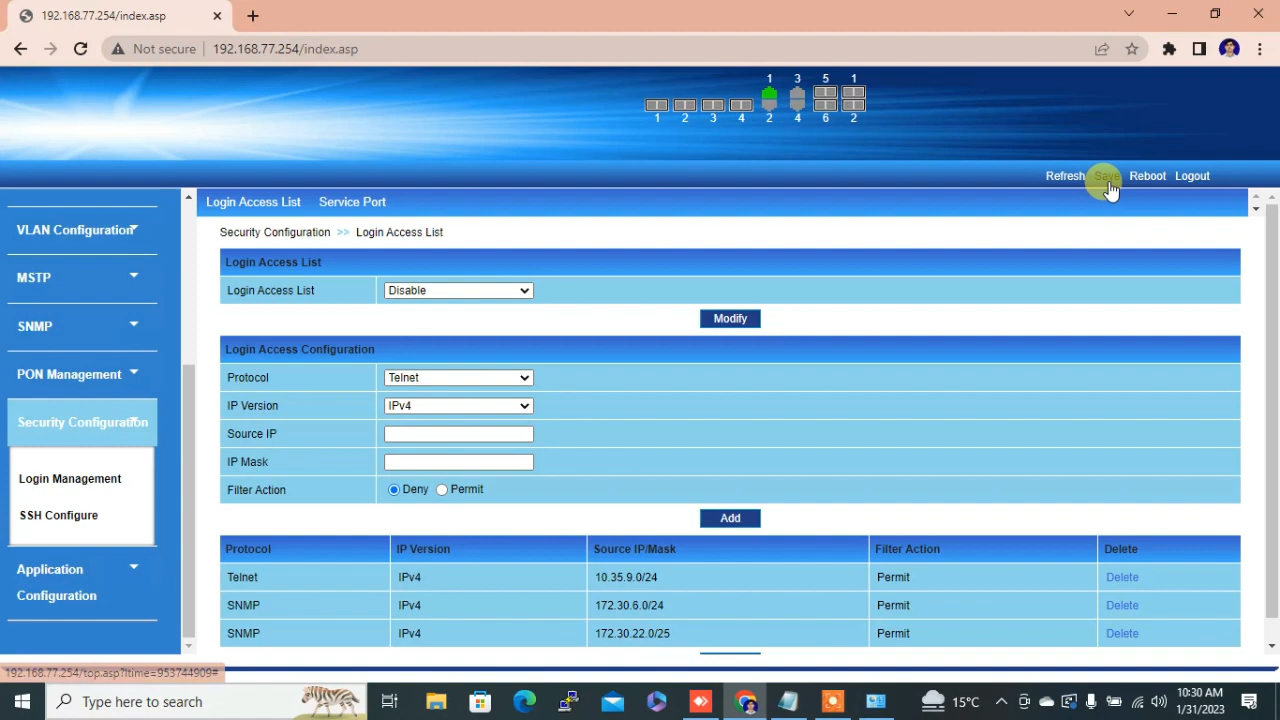 192.168.77.254/index.asp
Not secure 192.168.77.254/index.asp
1 3 5 1
1 2 3 4 2 4 6 2
Refresh Save Reboot Logout
Login Access List Service Port
VLAN Configuration
MSTP
SNMP
PON Management
Security Configuration
Login Management
SSH Configure
Application
Configuration
Security Configuration >> Login Access List
Login Access List
Login Access List Disable
Modify
Login Access Configuration
Protocol Telnet
IP Version IPv4
Source IP
IP Mask
Filter Action Deny Permit
Add
Protocol IP Version Source IP/Mask Filter Action Delete
Telnet IPv4 10.35.9.0/24 Permit Delete
SNMP IPv4 172.30.6.0/24 Permit Delete
SNMP IPv4 172.30.22.0/25 Permit Delete
192.168.77.254/top.asp?ltime=953744909#
Type here to search
15°C
10:30 AM
1/31/2023